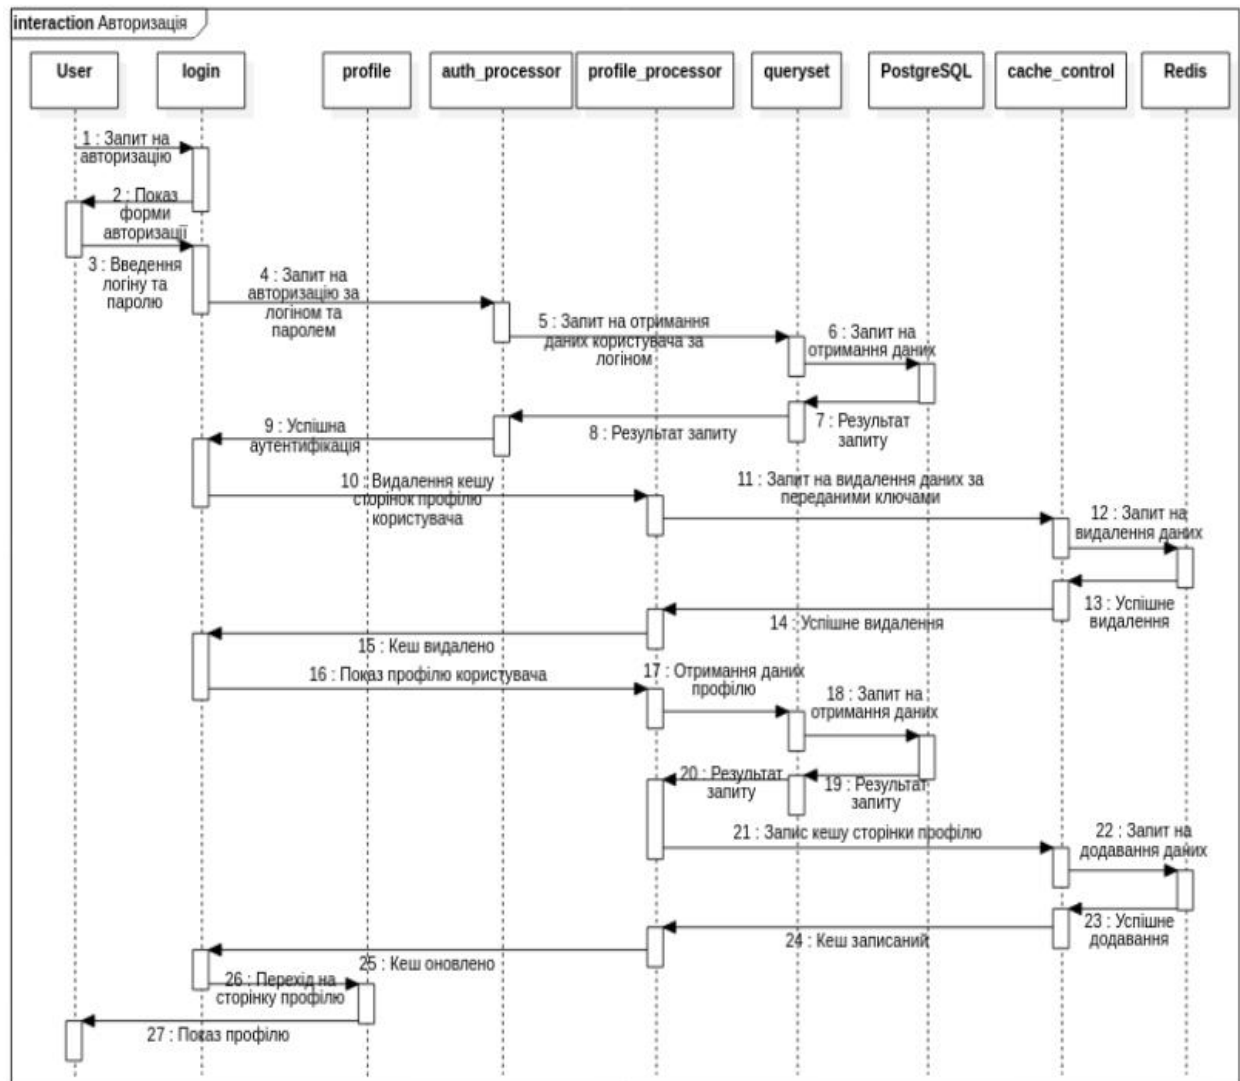 interaction Авторизація
User
login
profile
auth_processor
profile_processor
queryset
PostgreSQL
cache_control
Redis
1 : Запит на
авторизацію
2 : Показ
форми
авторизації
3 : Введення
логіну та
паролю
4 : Запит на
авторизацію за
логіном та
паролем
5 : Запит на отримання
даних користувача за
логіном
6 : Запит на
отримання даних
7 : Результат
запиту
8 : Результат запиту
9 : Успішна
аутентифікація
10 : Видалення кешу
сторінок профілю
користувача
11 : Запит на видалення даних за
переданими ключами
12 : Запит на
видалення даних
13 : Успішне
видалення
14 : Успішне видалення
15 : Кеш видалено
16 : Показ профілю користувача
17 : Отримання даних
профілю
18 : Запит на
отримання даних
19 : Результат
запиту
20 : Результат
запиту
21 : Запис кешу сторінки профілю
22 : Запит на
додавання даних
23 : Успішне
додавання
24 : Кеш записаний
25 : Кеш оновлено
26 : Перехід на
сторінку профілю
27 : Показ профілю